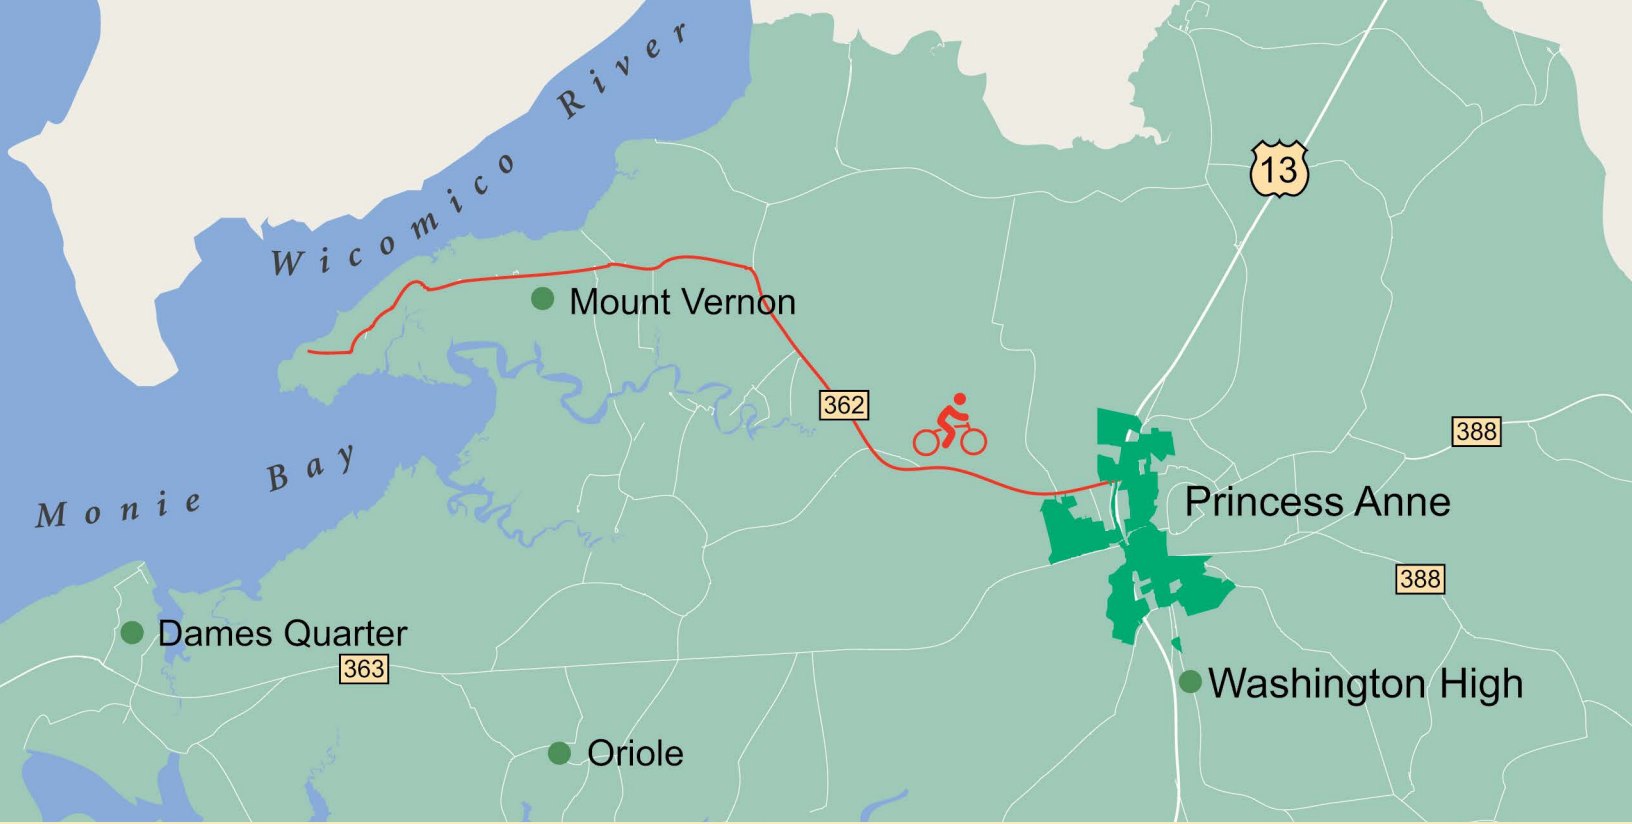 Wicomico River
13
Mount Vernon
362
388
Monie Bay
Princess Anne
388
Dames Quarter
363
Washington High
Oriole